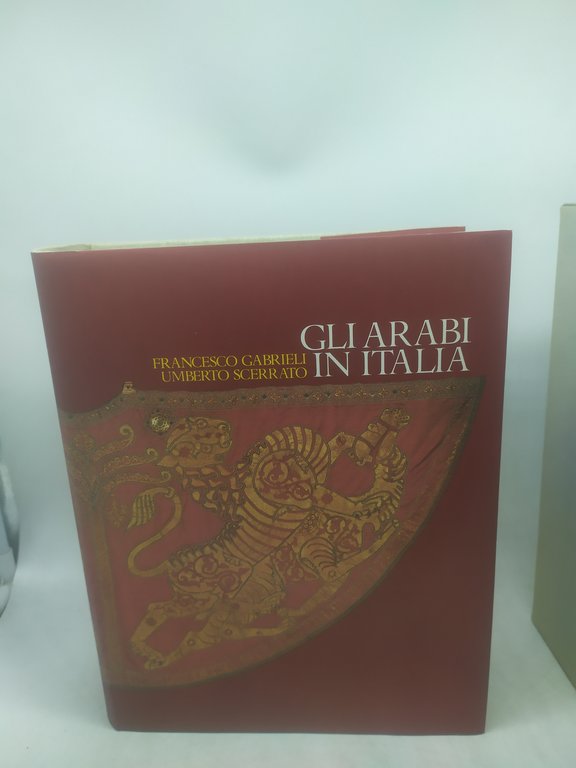 GLI ARABI
IN ITALIA
FRANCESCO GABRIELI
UMBERTO SCERRATO